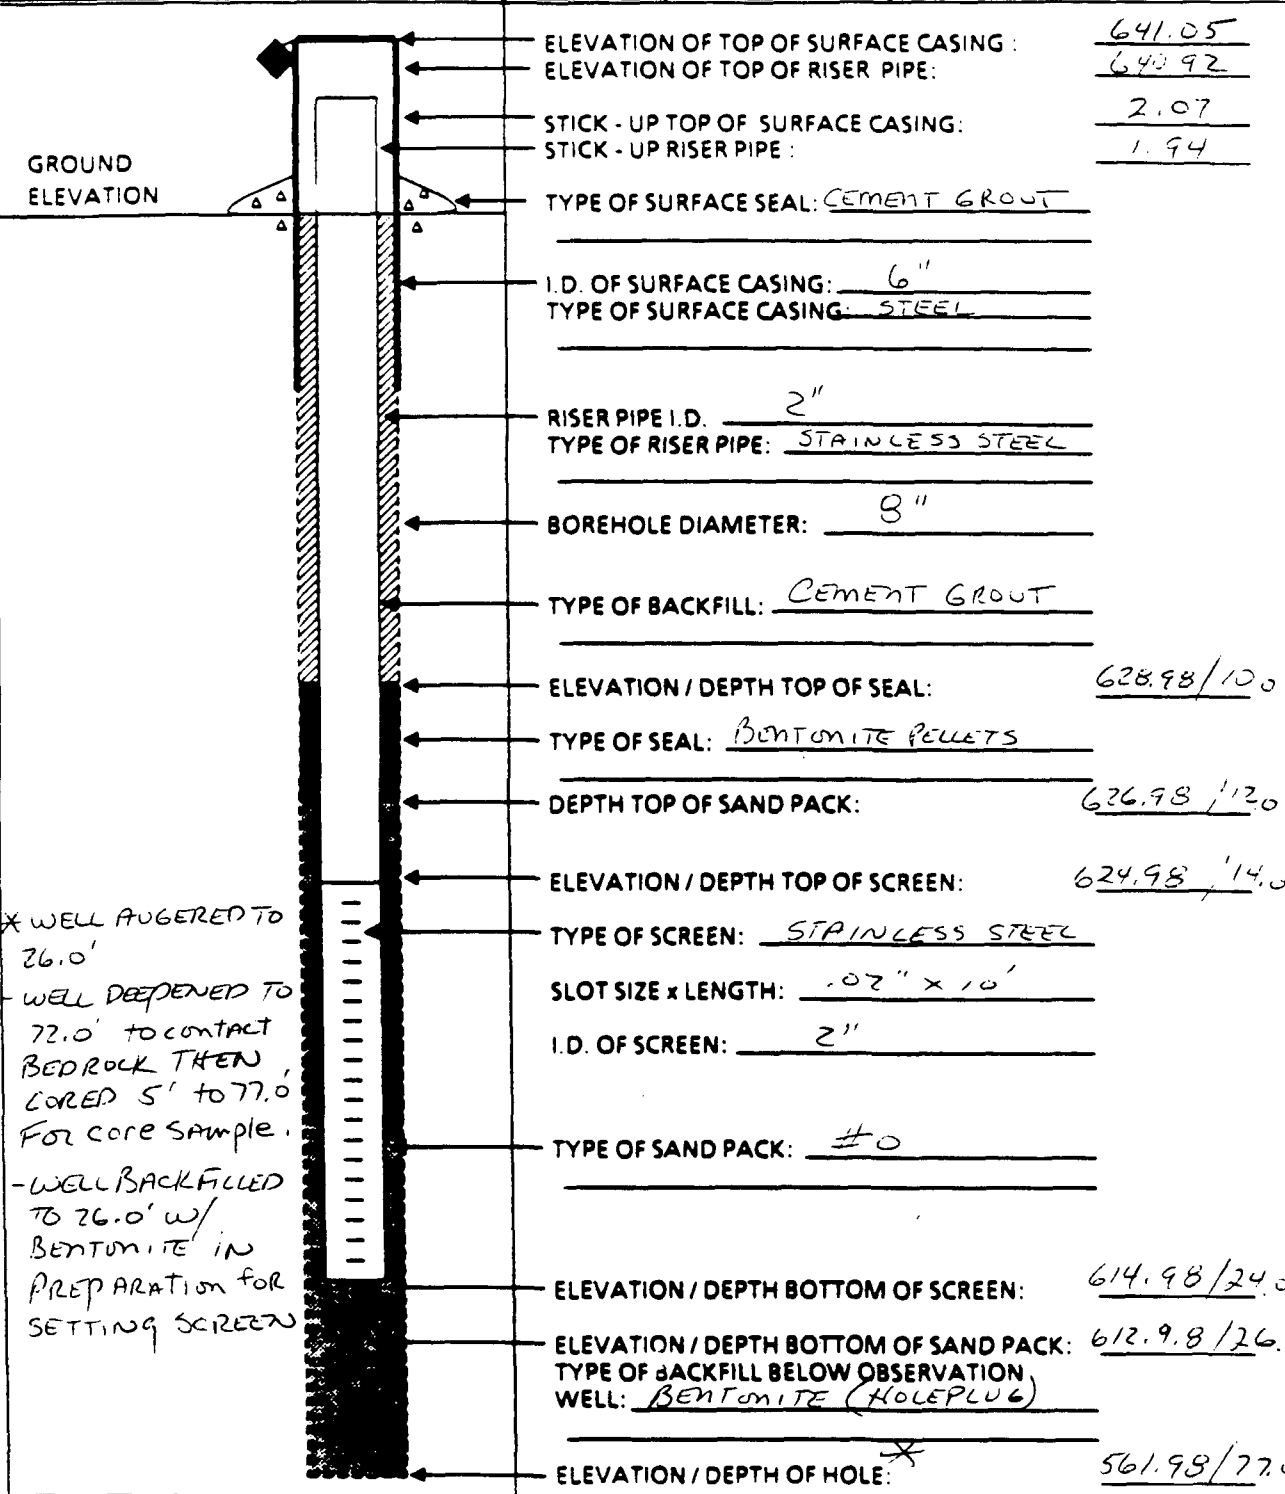 ELEVATION OF TOP OF SURFACE CASING : 641.05
ELEVATION OF TOP OF RISER PIPE: 640 92
STICK - UP TOP OF SURFACE CASING: 2.07
STICK - UP RISER PIPE : 1.94
GROUND
ELEVATION
TYPE OF SURFACE SEAL: CEMENT GROUT
I.D. OF SURFACE CASING: 6"
TYPE OF SURFACE CASING: STEEL
RISER PIPE I.D. 2"
TYPE OF RISER PIPE: STAINLESS STEEL
BOREHOLE DIAMETER: 8"
TYPE OF BACKFILL: CEMENT GROUT
ELEVATION / DEPTH TOP OF SEAL: 628.98/10.0
TYPE OF SEAL: BENTONITE PELLETS
DEPTH TOP OF SAND PACK: 626.98 /12.0
ELEVATION / DEPTH TOP OF SCREEN: 624.98 /14.0
TYPE OF SCREEN: STAINLESS STEEL
SLOT SIZE x LENGTH: .02" x 10'
I.D. OF SCREEN: 2"
* WELL AUGERED TO
26.0'
- WELL DEEPENED TO
72.0' to contact
BEDROCK THEN
CORED 5' to 77.0'
For core sample.
- WELL BACKFILLED
TO 26.0' w/
BENTONITE IN
PREPARATION for
SETTING SCREEN
TYPE OF SAND PACK: #0
ELEVATION / DEPTH BOTTOM OF SCREEN: 614.98/24.0
ELEVATION / DEPTH BOTTOM OF SAND PACK: 612.9.8/26.
TYPE OF BACKFILL BELOW OBSERVATION
WELL: BENTONITE (HOLEPLUG)
ELEVATION / DEPTH OF HOLE: * 561.98/77.0